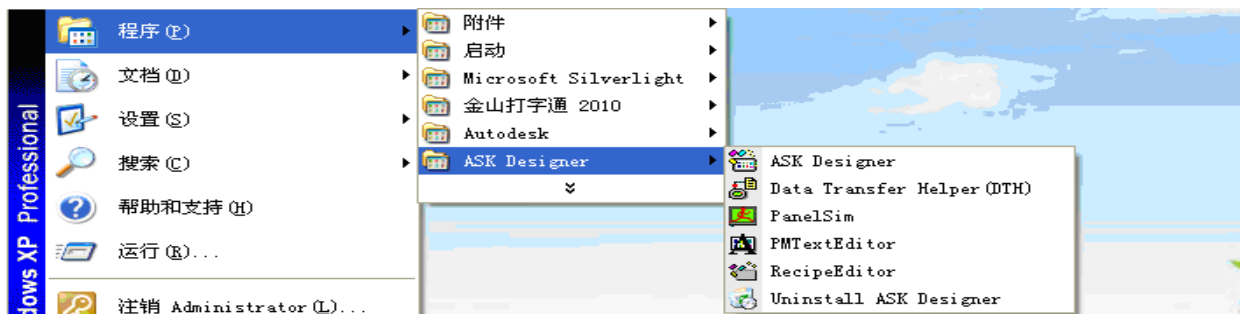 dows XP Professional
程序(P)
文档(D)
设置(S)
搜索(C)
帮助和支持(H)
运行(R)...
注销 Administrator(L)...
附件
启动
Microsoft Silverlight
金山打字通 2010
Autodesk
ASK Designer
ASK Designer
Data Transfer Helper(DTH)
PanelSim
PMTextEditor
RecipeEditor
Uninstall ASK Designer